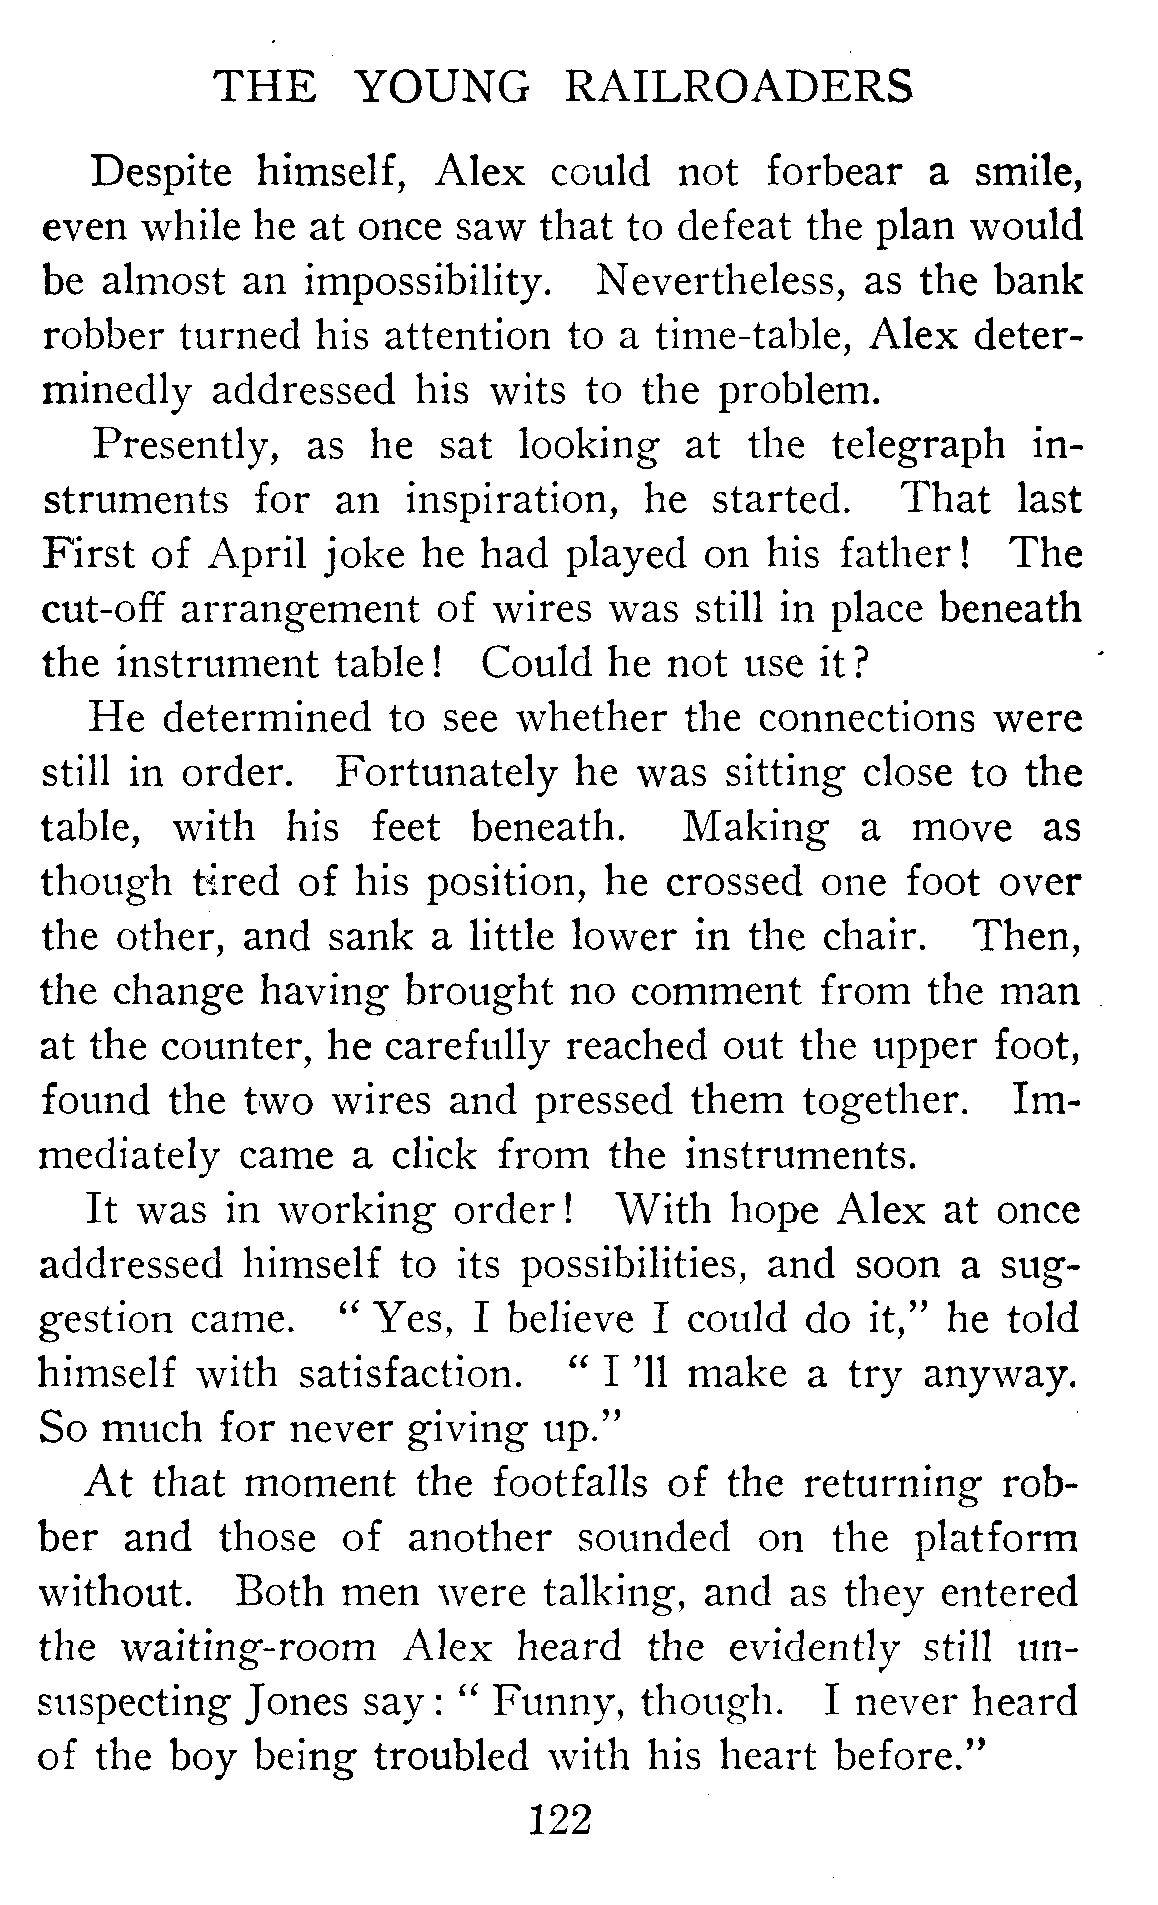 THE YOUNG RAILROADERS
Despite himself, Alex could not forbear a smile,
even while he at once saw that to defeat the plan would
be almost an impossibility. Nevertheless, as the bank
robber turned his attention to a time-table, Alex deter-
minedly addressed his wits to the problem.
Presently, as he sat looking at the telegraph in-
struments for an inspiration, he started. That last
First of April joke he had played on his father! The
cut-off arrangement of wires was still in place beneath
the instrument table! Could he not use it?
He determined to see whether the connections were
still in order. Fortunately he was sitting close to the
table, with his feet beneath. Making a move as
though tired of his position, he crossed one foot over
the other, and sank a little lower in the chair. Then,
the change having brought no comment from the man
at the counter, he carefully reached out the upper foot,
found the two wires and pressed them together. Im-
mediately came a click from the instruments.
It was in working order! With hope Alex at once
addressed himself to its possibilities, and soon a sug-
gestion came. " Yes, I believe I could do it," he told
himself with satisfaction. " I 'll make a try anyway.
So much for never giving up."
At that moment the footfalls of the returning rob-
ber and those of another sounded on the platform
without. Both men were talking, and as they entered
the waiting-room Alex heard the evidently still un-
suspecting Jones say: " Funny, though. I never heard
of the boy being troubled with his heart before."
122